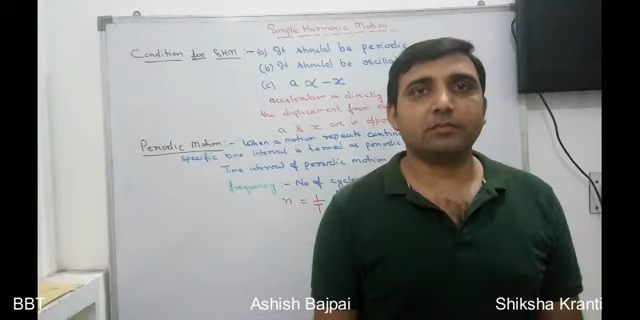 Simple Harmonic Motion
Condition for SHM :- (a) It should be periodic
(b) It should be oscilla
(c) a ∝ -x
acceleration is directly
the displacement from
a & x are in oppo
Periodic Motion :- When a motion repeats contin
specific time interval is termed as periodic
Time interval of periodic motion
frequency :- No of cycle
n = 1/T
BBT
Ashish Bajpai
Shiksha Kranti